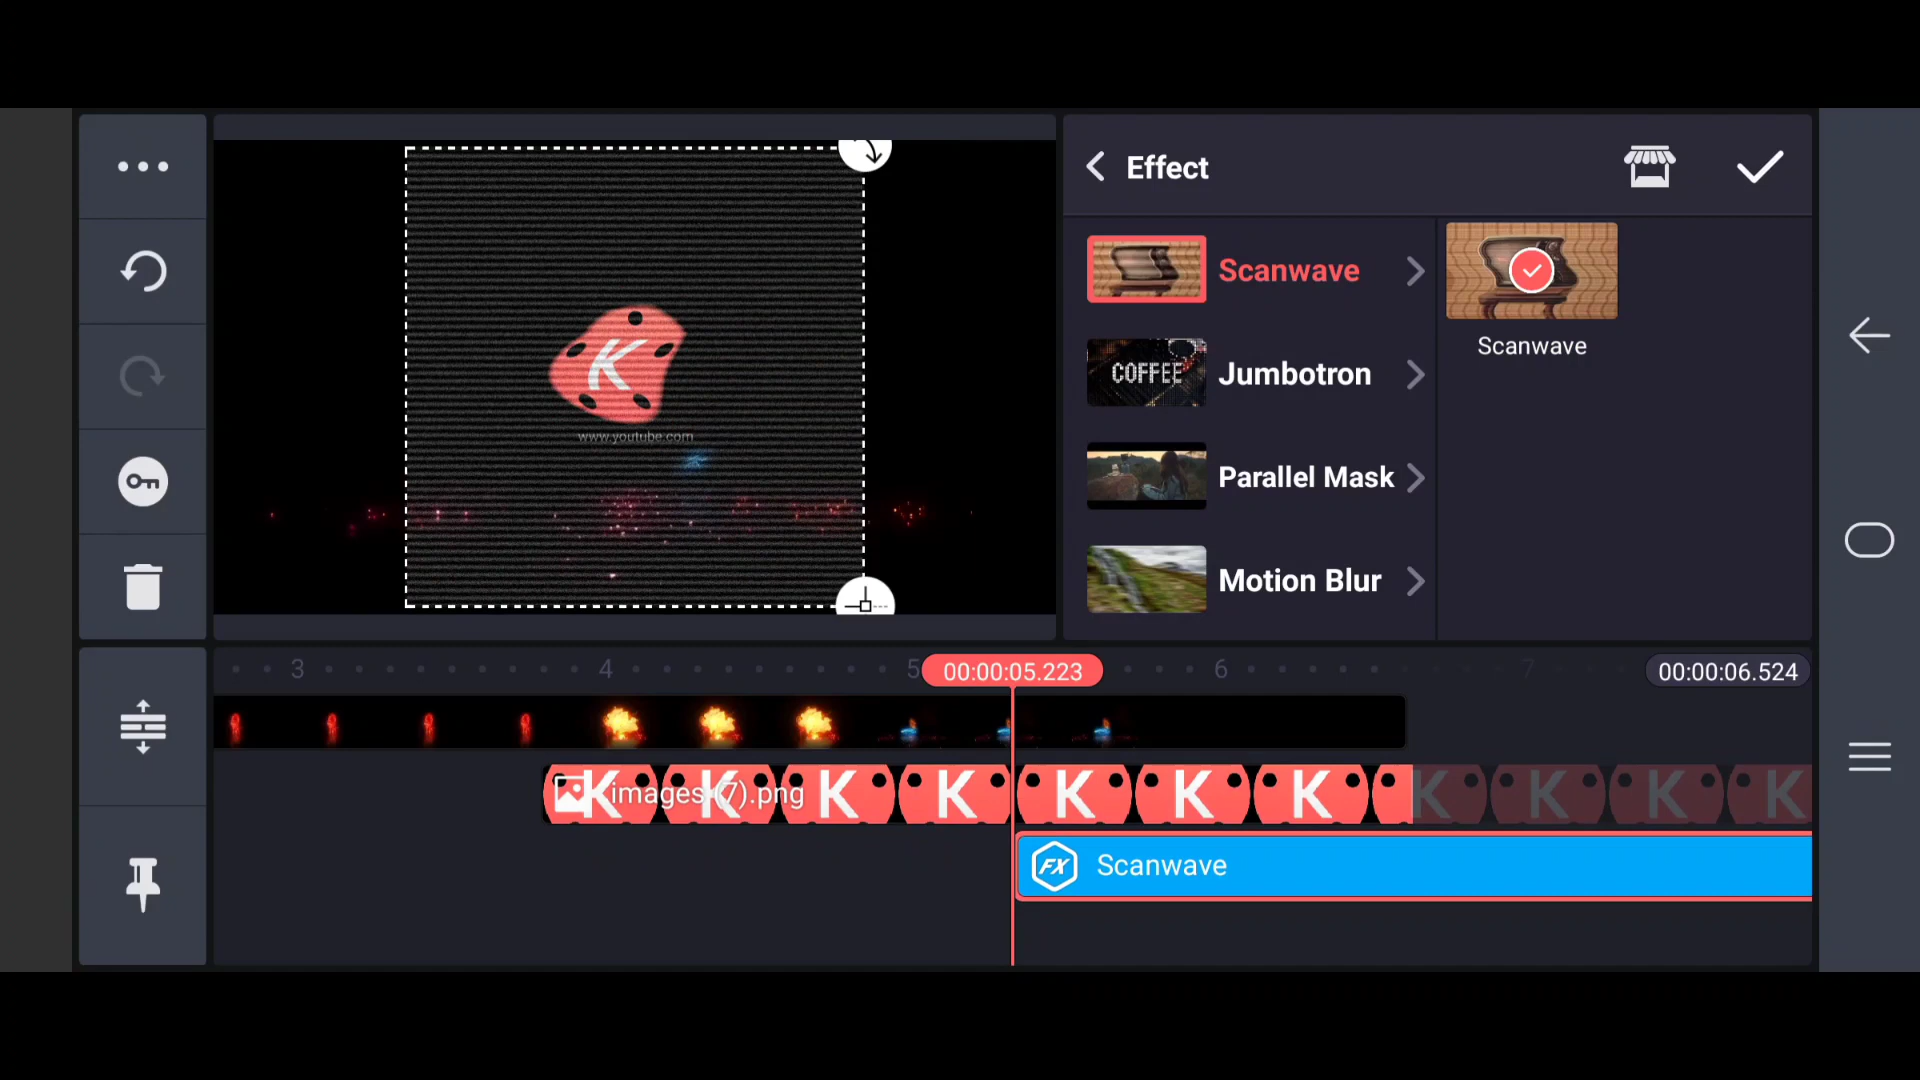 Effect
Scanwave
COFFEE
Jumbotron
Parallel Mask
Motion Blur
Scanwave
K
www.youtube.com
3
4
5
00:00:05.223
6
7
00:00:06.524
images (7).png
K K K K K K K K K K K
FX Scanwave